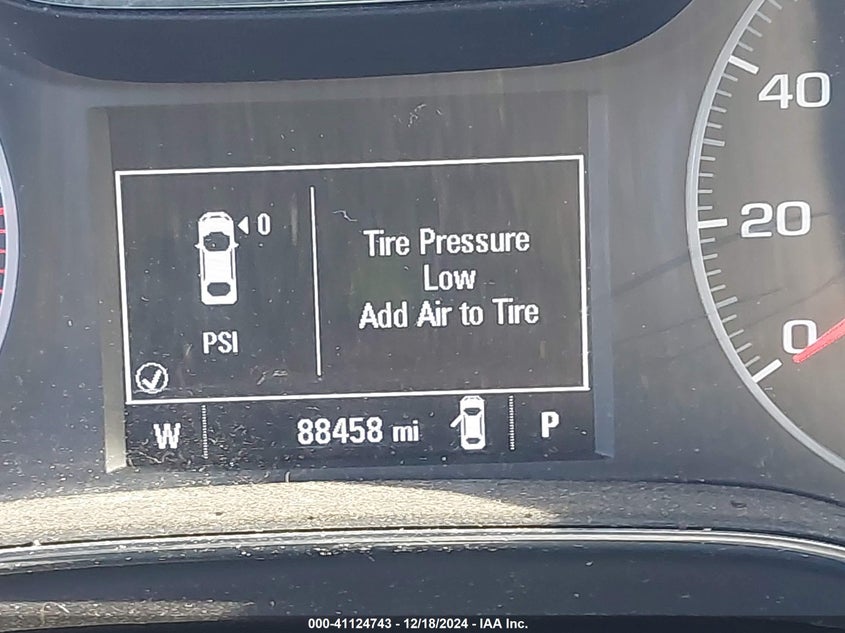 40
20
0
0
Tire Pressure
Low
Add Air to Tire
PSI
W
88458 mi
P
000-41124743 – 12/18/2024 - IAA Inc.